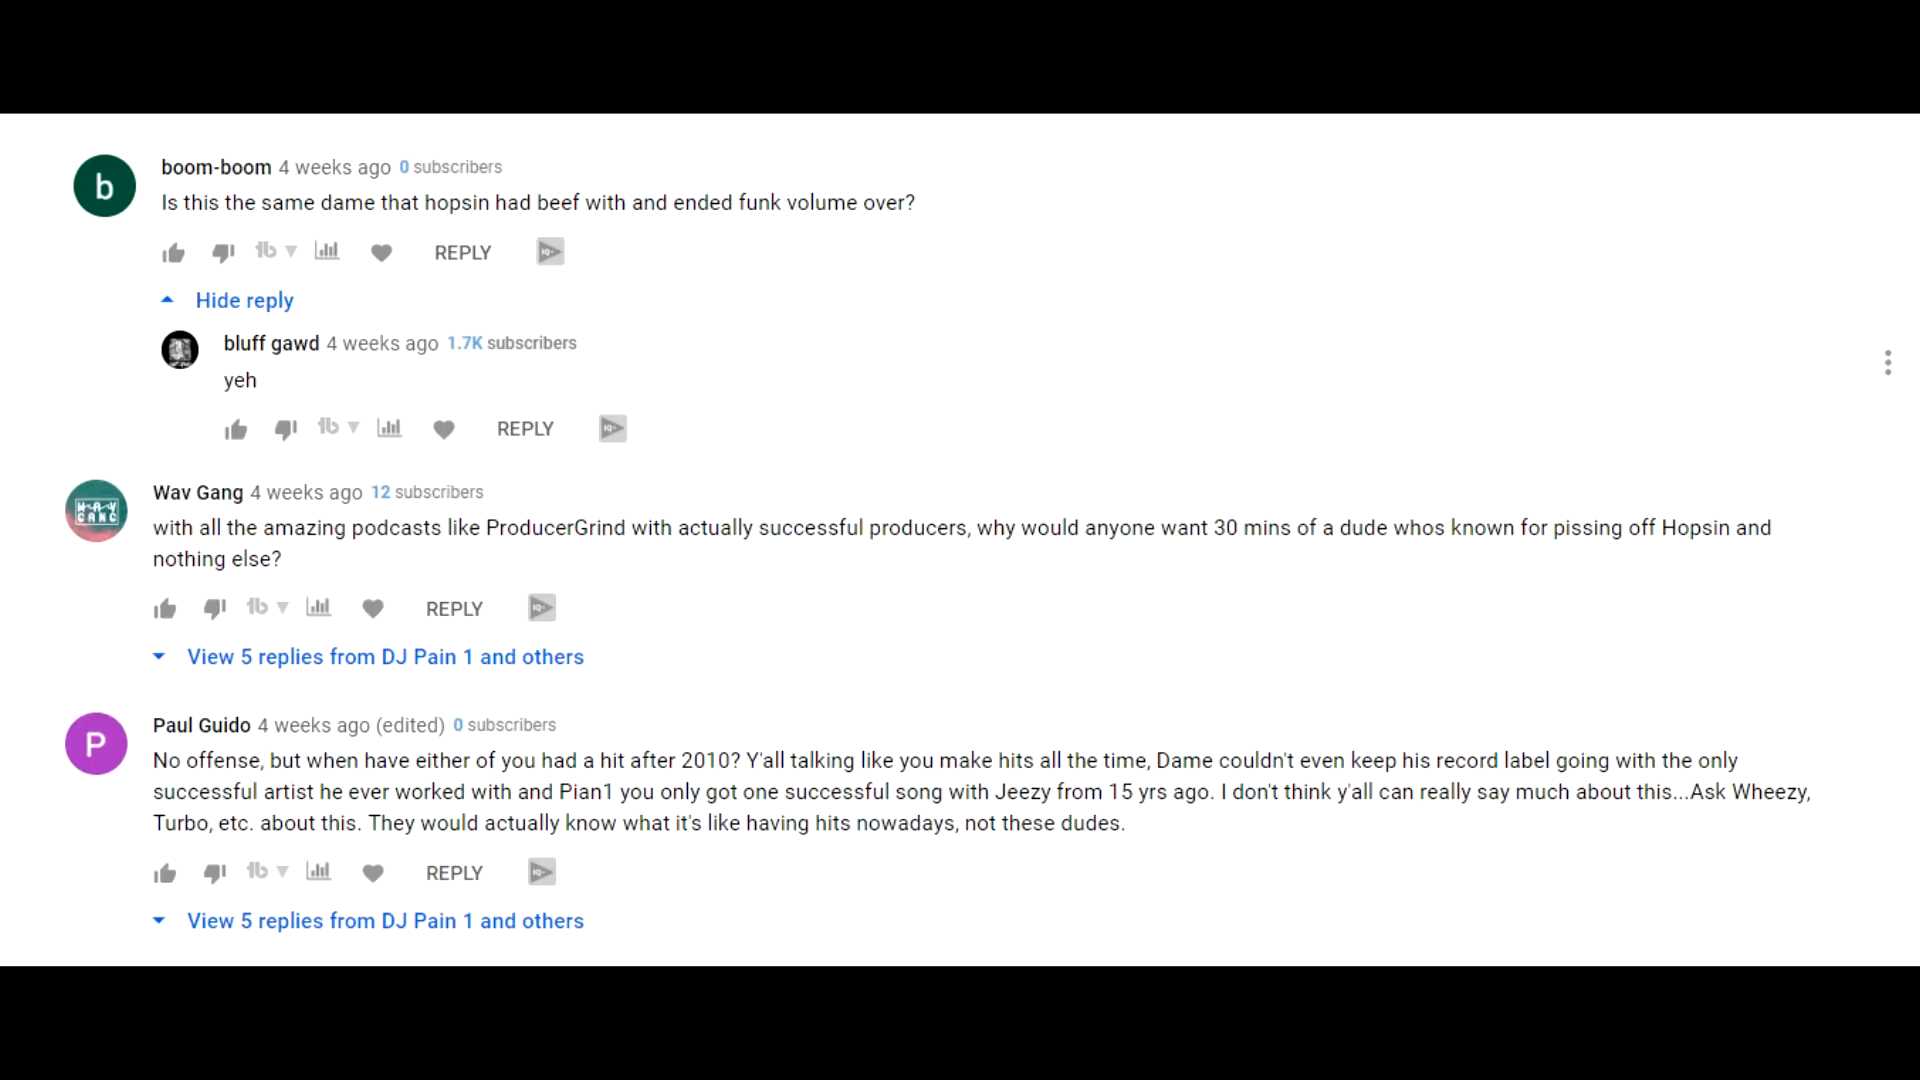 b
boom-boom 4 weeks ago 0 subscribers
Is this the same dame that hopsin had beef with and ended funk volume over?
REPLY
Hide reply
bluff gawd 4 weeks ago 1.7K subscribers
yeh
REPLY
WAV GANG
Wav Gang 4 weeks ago 12 subscribers
with all the amazing podcasts like ProducerGrind with actually successful producers, why would anyone want 30 mins of a dude whos known for pissing off Hopsin and
nothing else?
REPLY
View 5 replies from DJ Pain 1 and others
P
Paul Guido 4 weeks ago (edited) 0 subscribers
No offense, but when have either of you had a hit after 2010? Y'all talking like you make hits all the time, Dame couldn't even keep his record label going with the only
successful artist he ever worked with and Pian1 you only got one successful song with Jeezy from 15 yrs ago. I don't think y'all can really say much about this...Ask Wheezy,
Turbo, etc. about this. They would actually know what it's like having hits nowadays, not these dudes.
REPLY
View 5 replies from DJ Pain 1 and others